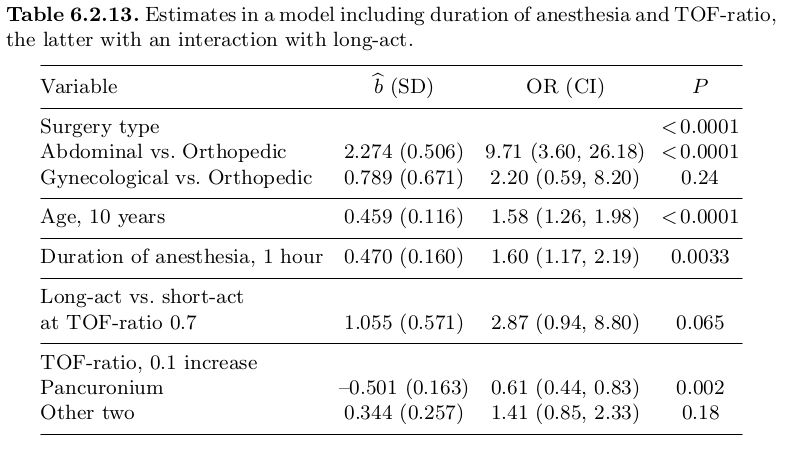 Table 6.2.13. Estimates in a model including duration of anesthesia and TOF-ratio,
the latter with an interaction with long-act.
Variable b̂ (SD) OR (CI) P
Surgery type <0.0001
Abdominal vs. Orthopedic 2.274 (0.506) 9.71 (3.60, 26.18) <0.0001
Gynecological vs. Orthopedic 0.789 (0.671) 2.20 (0.59, 8.20) 0.24
Age, 10 years 0.459 (0.116) 1.58 (1.26, 1.98) <0.0001
Duration of anesthesia, 1 hour 0.470 (0.160) 1.60 (1.17, 2.19) 0.0033
Long-act vs. short-act
at TOF-ratio 0.7 1.055 (0.571) 2.87 (0.94, 8.80) 0.065
TOF-ratio, 0.1 increase
Pancuronium –0.501 (0.163) 0.61 (0.44, 0.83) 0.002
Other two 0.344 (0.257) 1.41 (0.85, 2.33) 0.18